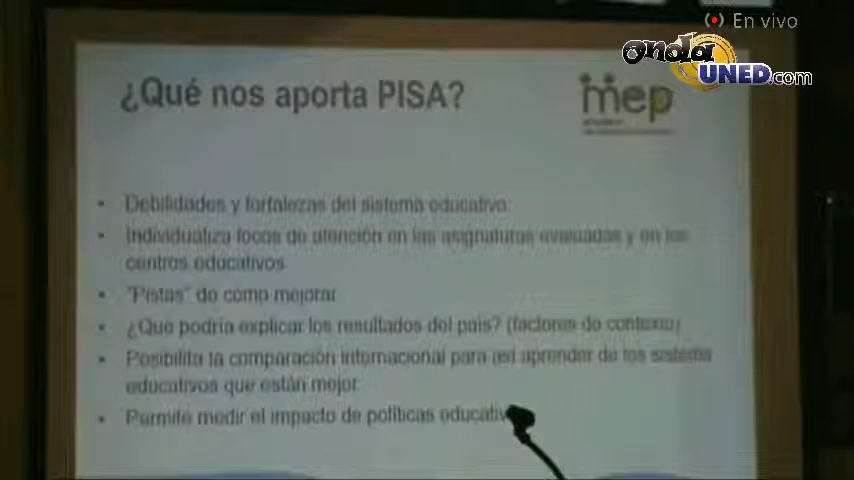 En vivo
onda
UNED.com
¿Qué nos aporta PISA?
mep
• Debilidades y fortalezas del sistema educativo.
• Individualiza focos de atención en las asignaturas evaluadas y en los
centros educativos
• "Pistas" de como mejorar
• ¿Que podría explicar los resultados del país? (factores de contexto)
• Posibilita la comparación internacional para así aprender de los sistema
educativos que están mejor
• Permite medir el impacto de políticas